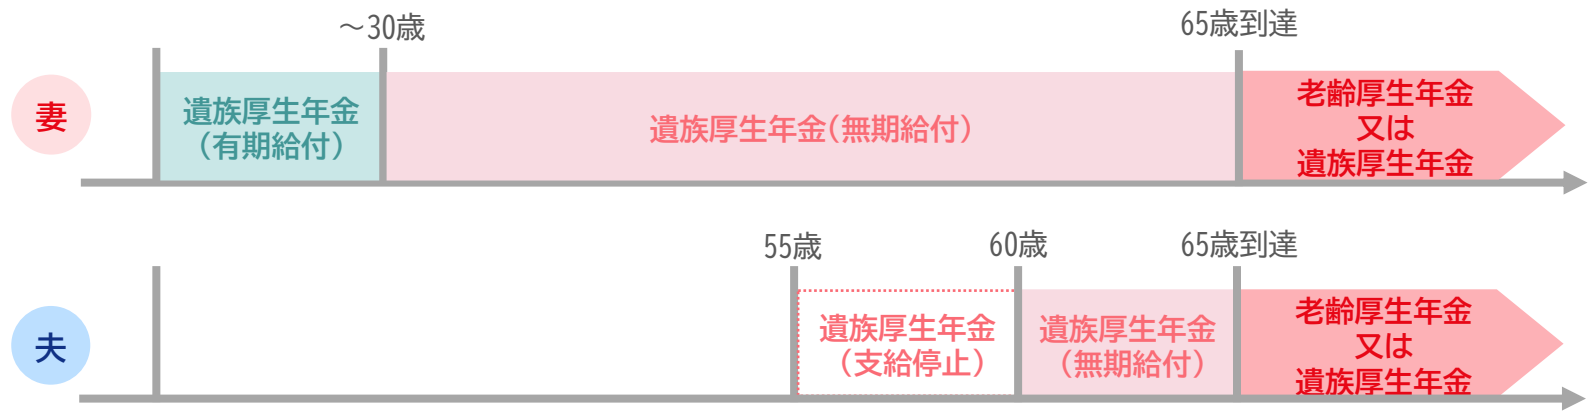 ～30歳
65歳到達
妻
遺族厚生年金
（有期給付）
遺族厚生年金（無期給付）
老齢厚生年金
又は
遺族厚生年金
55歳
60歳
65歳到達
夫
遺族厚生年金
（支給停止）
遺族厚生年金
（無期給付）
老齢厚生年金
又は
遺族厚生年金